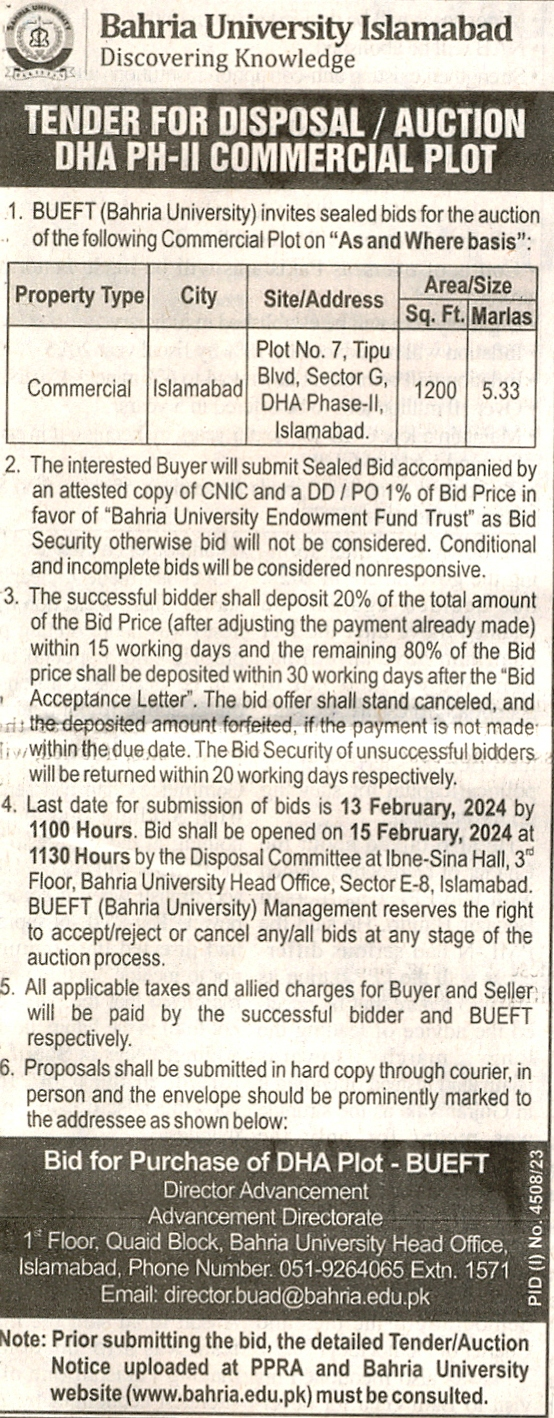 Bahria University Islamabad
Discovering Knowledge
TENDER FOR DISPOSAL / AUCTION
DHA PH-II COMMERCIAL PLOT
1. BUEFT (Bahria University) invites sealed bids for the auction
of the following Commercial Plot on "As and Where basis":
Property Type City Site/Address Area/Size
Sq. Ft. Marlas
Commercial Islamabad Plot No. 7, Tipu
Blvd, Sector G,
DHA Phase-II,
Islamabad. 1200 5.33
2. The interested Buyer will submit Sealed Bid accompanied by
an attested copy of CNIC and a DD / PO 1% of Bid Price in
favor of "Bahria University Endowment Fund Trust" as Bid
Security otherwise bid will not be considered. Conditional
and incomplete bids will be considered nonresponsive.
3. The successful bidder shall deposit 20% of the total amount
of the Bid Price (after adjusting the payment already made)
within 15 working days and the remaining 80% of the Bid
price shall be deposited within 30 working days after the "Bid
Acceptance Letter". The bid offer shall stand canceled, and
the deposited amount forfeited, if the payment is not made
within the due date. The Bid Security of unsuccessful bidders
will be returned within 20 working days respectively.
4. Last date for submission of bids is 13 February, 2024 by
1100 Hours. Bid shall be opened on 15 February, 2024 at
1130 Hours by the Disposal Committee at Ibne-Sina Hall, 3rd
Floor, Bahria University Head Office, Sector E-8, Islamabad.
BUEFT (Bahria University) Management reserves the right
to accept/reject or cancel any/all bids at any stage of the
auction process.
5. All applicable taxes and allied charges for Buyer and Seller
will be paid by the successful bidder and BUEFT
respectively.
6. Proposals shall be submitted in hard copy through courier, in
person and the envelope should be prominently marked to
the addressee as shown below:
Bid for Purchase of DHA Plot - BUEFT
Director Advancement
Advancement Directorate
1st Floor, Quaid Block, Bahria University Head Office,
Islamabad, Phone Number. 051-9264065 Extn. 1571
Email: director.buad@bahria.edu.pk
PID (I) No. 4508/23
Note: Prior submitting the bid, the detailed Tender/Auction
Notice uploaded at PPRA and Bahria University
website (www.bahria.edu.pk) must be consulted.